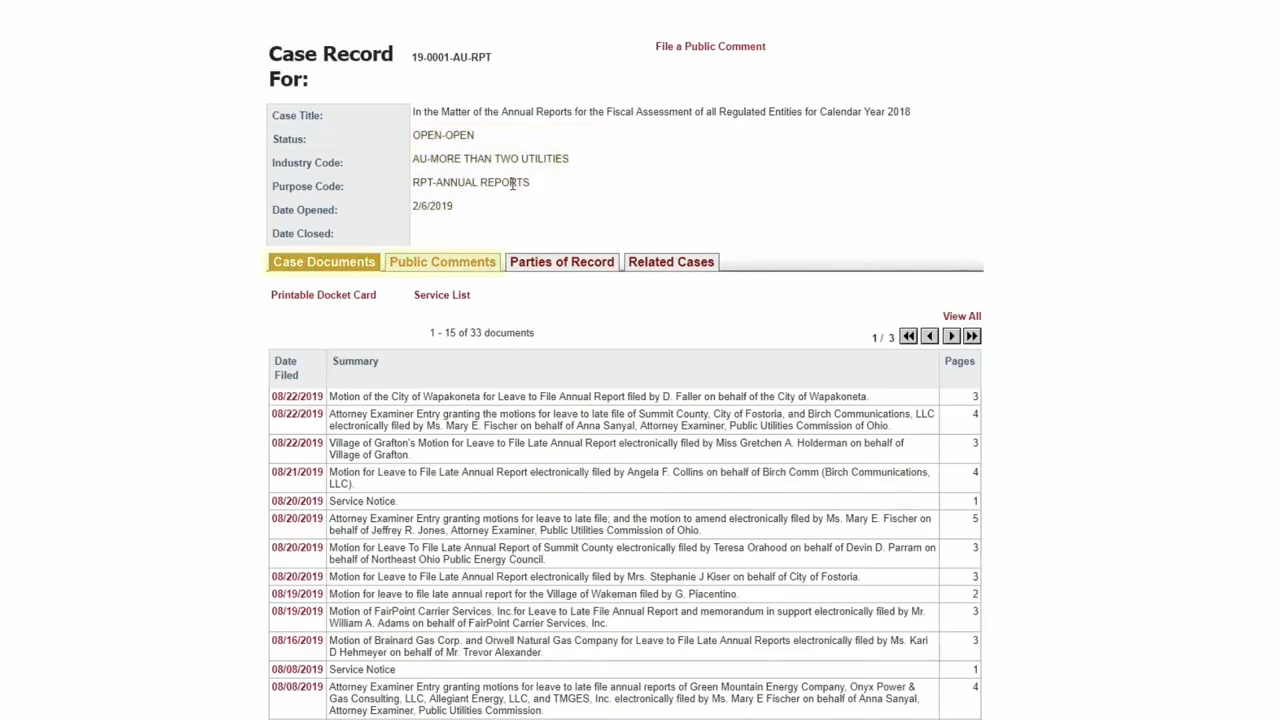 File a Public Comment
Case Record
For:
19-0001-AU-RPT
Case Title:
In the Matter of the Annual Reports for the Fiscal Assessment of all Regulated Entities for Calendar Year 2018
Status:
OPEN-OPEN
Industry Code:
AU-MORE THAN TWO UTILITIES
Purpose Code:
RPT-ANNUAL REPORTS
Date Opened:
2/6/2019
Date Closed:
Case Documents Public Comments Parties of Record Related Cases
Printable Docket Card Service List
View All
1 - 15 of 33 documents
1 / 3
Date Filed Summary Pages
08/22/2019 Motion of the City of Wapakoneta for Leave to File Annual Report filed by D. Faller on behalf of the City of Wapakoneta. 3
08/22/2019 Attorney Examiner Entry granting the motions for leave to late file of Summit County, City of Fostoria, and Birch Communications, LLC 4
electronically filed by Ms. Mary E. Fischer on behalf of Anna Sanyal, Attorney Examiner, Public Utilities Commission of Ohio.
08/22/2019 Village of Grafton's Motion for Leave to File Late Annual Report electronically filed by Miss Gretchen A. Holderman on behalf of 3
Village of Grafton.
08/21/2019 Motion for Leave to File Late Annual Report electronically filed by Angela F. Collins on behalf of Birch Comm (Birch Communications, 4
LLC).
08/20/2019 Service Notice. 1
08/20/2019 Attorney Examiner Entry granting motions for leave to late file; and the motion to amend electronically filed by Ms. Mary E. Fischer on 5
behalf of Jeffrey R. Jones, Attorney Examiner, Public Utilities Commission of Ohio.
08/20/2019 Motion for Leave To File Late Annual Report of Summit County electronically filed by Teresa Orahood on behalf of Devin D. Parram on 3
behalf of Northeast Ohio Public Energy Council.
08/20/2019 Motion for Leave to File Late Annual Report electronically filed by Mrs. Stephanie J Kiser on behalf of City of Fostoria. 3
08/19/2019 Motion for leave to file late annual report for the Village of Wakeman filed by G. Piacentino. 2
08/19/2019 Motion of FairPoint Carrier Services, Inc.for Leave to Late File Annual Report and memorandum in support electronically filed by Mr. 3
William A. Adams on behalf of FairPoint Carrier Services, Inc.
08/16/2019 Motion of Brainard Gas Corp. and Orwell Natural Gas Company for Leave to File Late Annual Reports electronically filed by Ms. Kari 3
D Hehmeyer on behalf of Mr. Trevor Alexander.
08/08/2019 Service Notice 1
08/08/2019 Attorney Examiner Entry granting motions for leave to late file annual reports of Green Mountain Energy Company, Onyx Power & 4
Gas Consulting, LLC, Allegiant Energy, LLC, and TMGES, Inc. electronically filed by Ms. Mary E Fischer on behalf of Anna Sanyal,
Attorney Examiner, Public Utilities Commission.